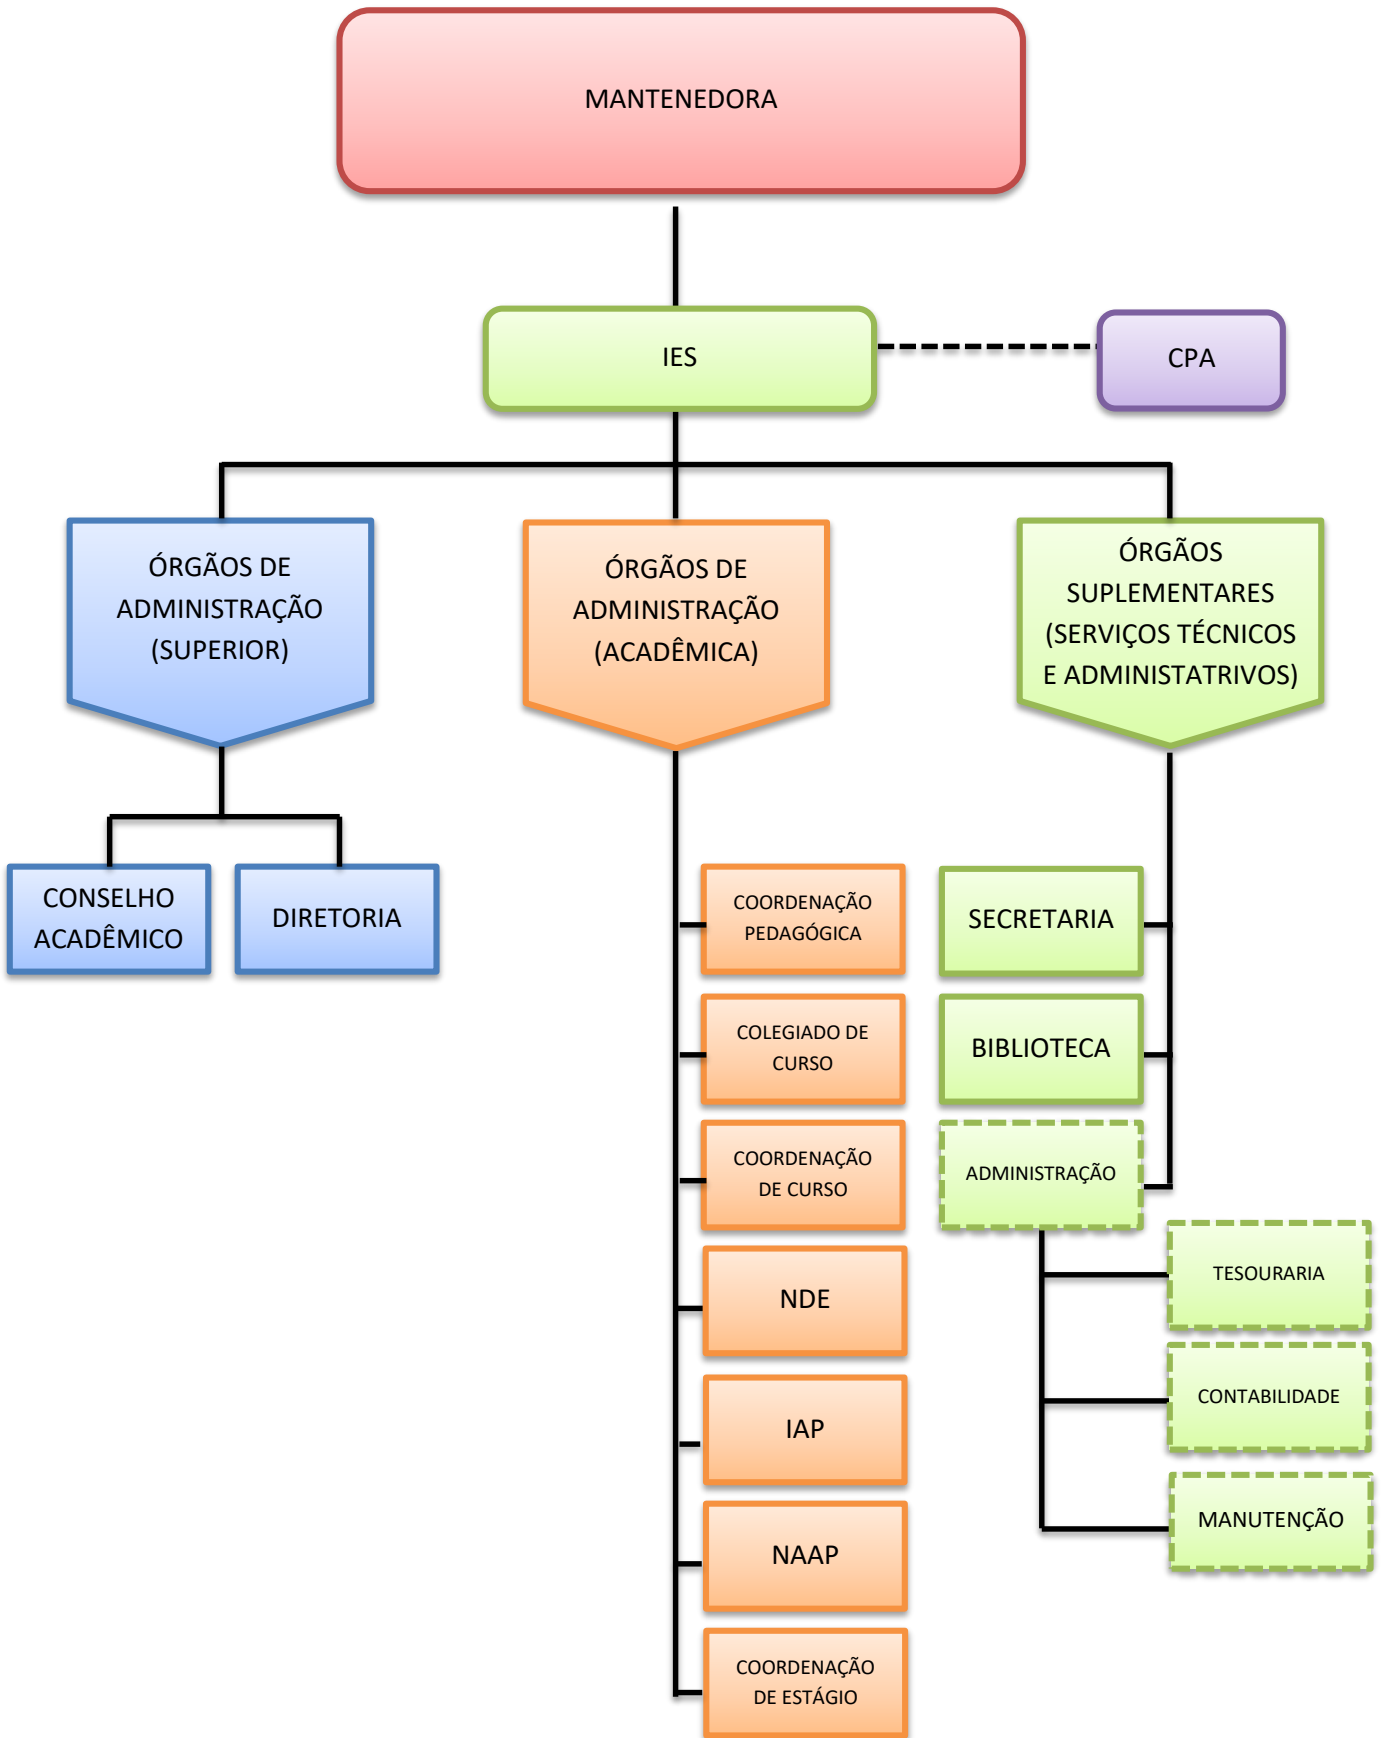 MANTENEDORA
IES
CPA
ÓRGÃOS DE
ADMINISTRAÇÃO
(SUPERIOR)
ÓRGÃOS DE
ADMINISTRAÇÃO
(ACADÊMICA)
ÓRGÃOS
SUPLEMENTARES
(SERVIÇOS TÉCNICOS
E ADMINISTATRIVOS)
CONSELHO
ACADÊMICO
DIRETORIA
COORDENAÇÃO
PEDAGÓGICA
COLEGIADO DE
CURSO
COORDENAÇÃO
DE CURSO
NDE
IAP
NAAP
COORDENAÇÃO
DE ESTÁGIO
SECRETARIA
BIBLIOTECA
ADMINISTRAÇÃO
TESOURARIA
CONTABILIDADE
MANUTENÇÃO